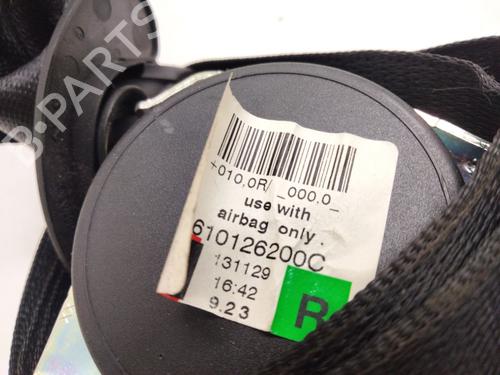 B-PARTS
+010,0R/_000,0_
use with
airbag only.
610126200C
131129
16:42
9.23
R